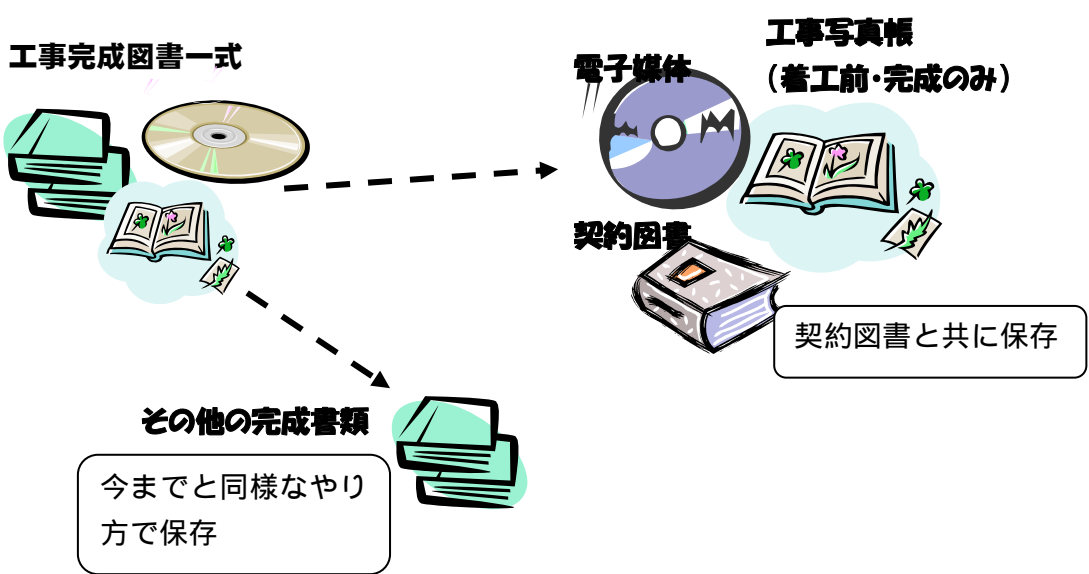 工事完成図書一式
電子媒体
工事写真帳
（着工前・完成のみ）
契約図書
契約図書と共に保存
その他の完成書類
今までと同様なやり
方で保存